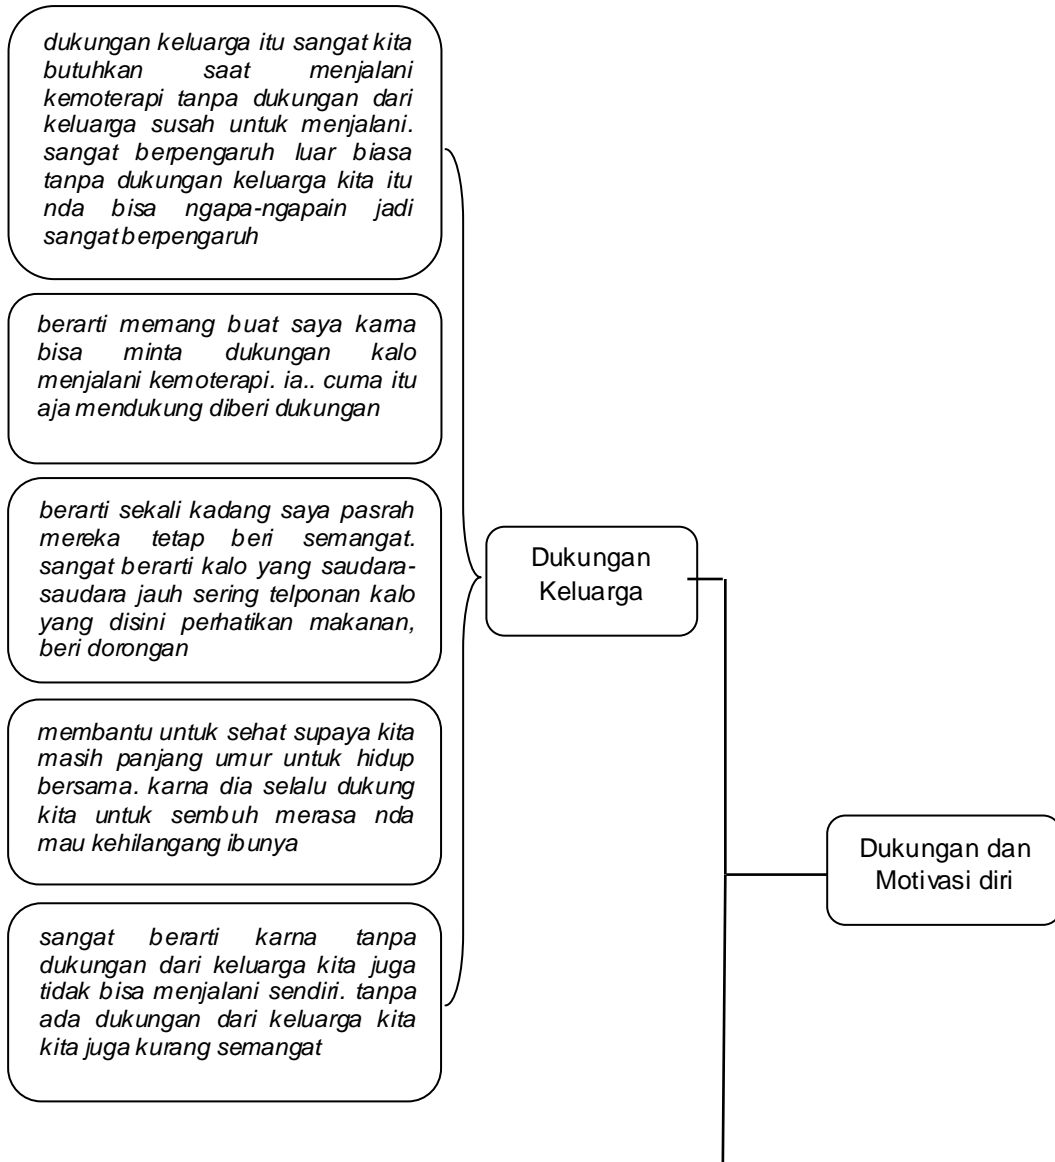 dukungan keluarga itu sangat kita
butuhkan saat menjalani
kemoterapi tanpa dukungan dari
keluarga susah untuk menjalani.
sangat berpengaruh luar biasa
tanpa dukungan keluarga kita itu
nda bisa ngapa-ngapain jadi
sangat berpengaruh
berarti memang buat saya karna
bisa minta dukungan kalo
menjalani kemoterapi. ia.. cuma itu
aja mendukung diberi dukungan
berarti sekali kadang saya pasrah
mereka tetap beri semangat.
sangat berarti kalo yang saudara-
saudara jauh sering telponan kalo
yang disini perhatikan makanan,
beri dorongan
membantu untuk sehat supaya kita
masih panjang umur untuk hidup
bersama. karna dia selalu dukung
kita untuk sembuh merasa nda
mau kehilangang ibunya
sangat berarti karna tanpa
dukungan dari keluarga kita juga
tidak bisa menjalani sendiri. tanpa
ada dukungan dari keluarga kita
kita juga kurang semangat
Dukungan
Keluarga
Dukungan dan
Motivasi diri